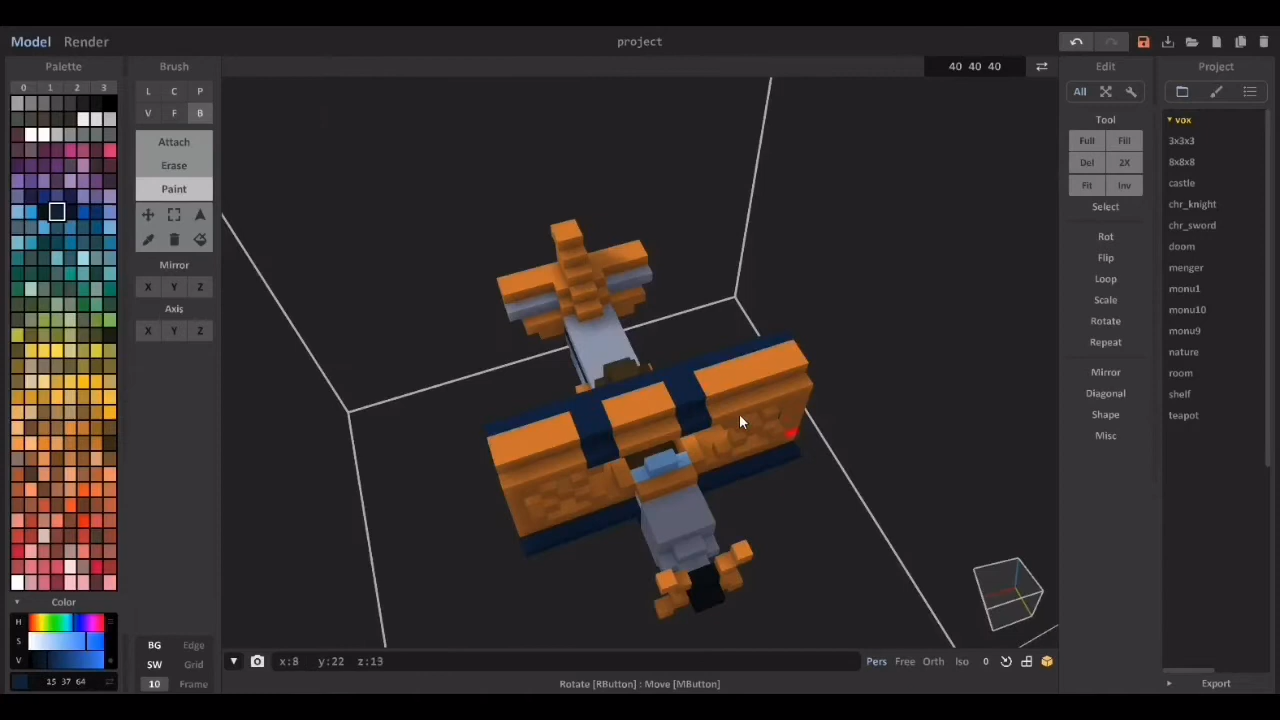 Model Render
project
Palette
0 1 2 3
Color
H
S
V
15 37 64
Brush
L C P
V F B
Attach
Erase
Paint
Mirror
X Y Z
Axis
X Y Z
BG Edge
SW Grid
10 Frame
40 40 40
x:8 y:22 z:13
Pers Free Orth Iso 0
Rotate [RButton] : Move [MButton]
Edit
All
Tool
Full Fill
Del 2X
Fit Inv
Select
Rot
Flip
Loop
Scale
Rotate
Repeat
Mirror
Diagonal
Shape
Misc
Project
vox
3x3x3
8x8x8
castle
chr_knight
chr_sword
doom
menger
monu1
monu10
monu9
nature
room
shelf
teapot
Export